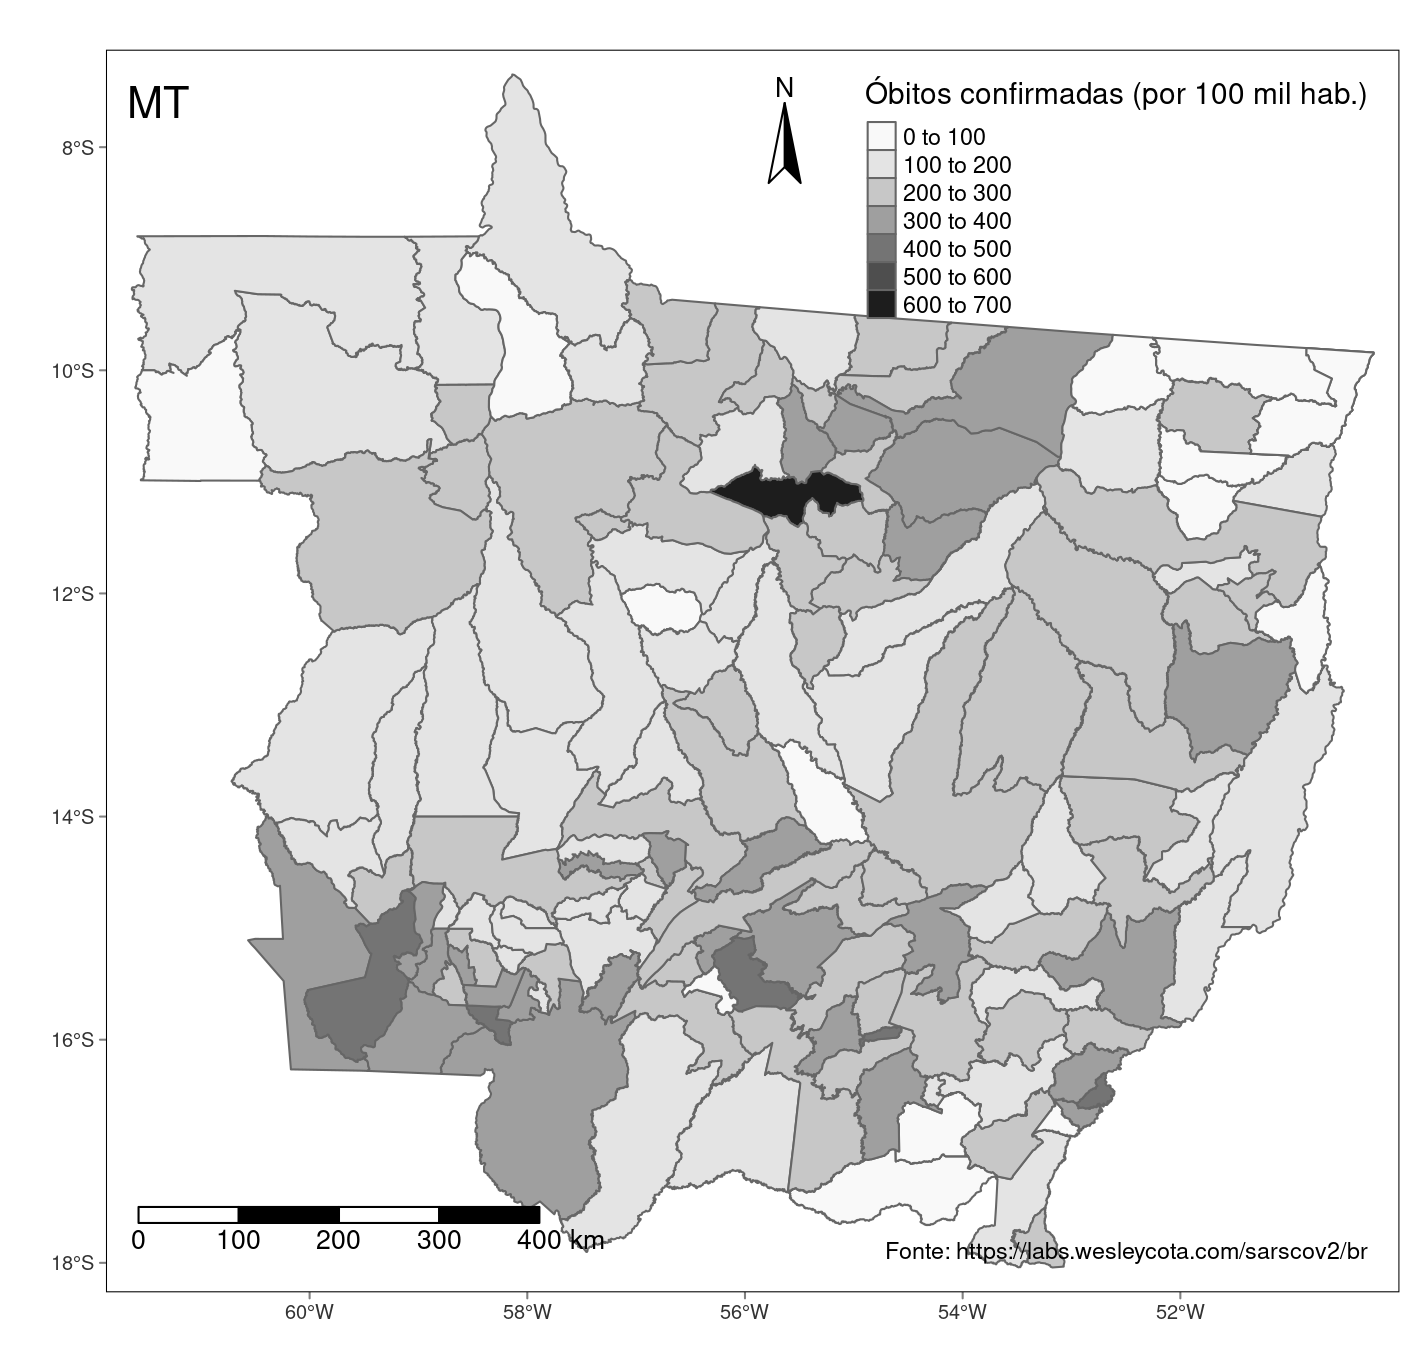 MT
N
Óbitos confirmadas (por 100 mil hab.)
0 to 100
100 to 200
200 to 300
300 to 400
400 to 500
500 to 600
600 to 700
8°S
10°S
12°S
14°S
16°S
18°S
0 100 200 300 400 km
Fonte: https://labs.wesleycota.com/sarscov2/br
60°W 58°W 56°W 54°W 52°W